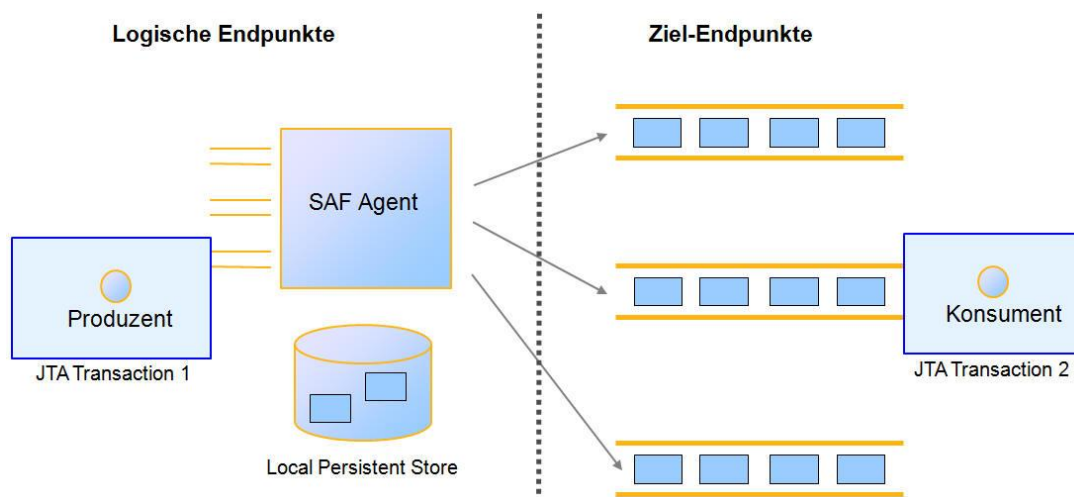 Logische Endpunkte
Ziel-Endpunkte
SAF Agent
Produzent
JTA Transaction 1
Konsument
JTA Transaction 2
Local Persistent Store